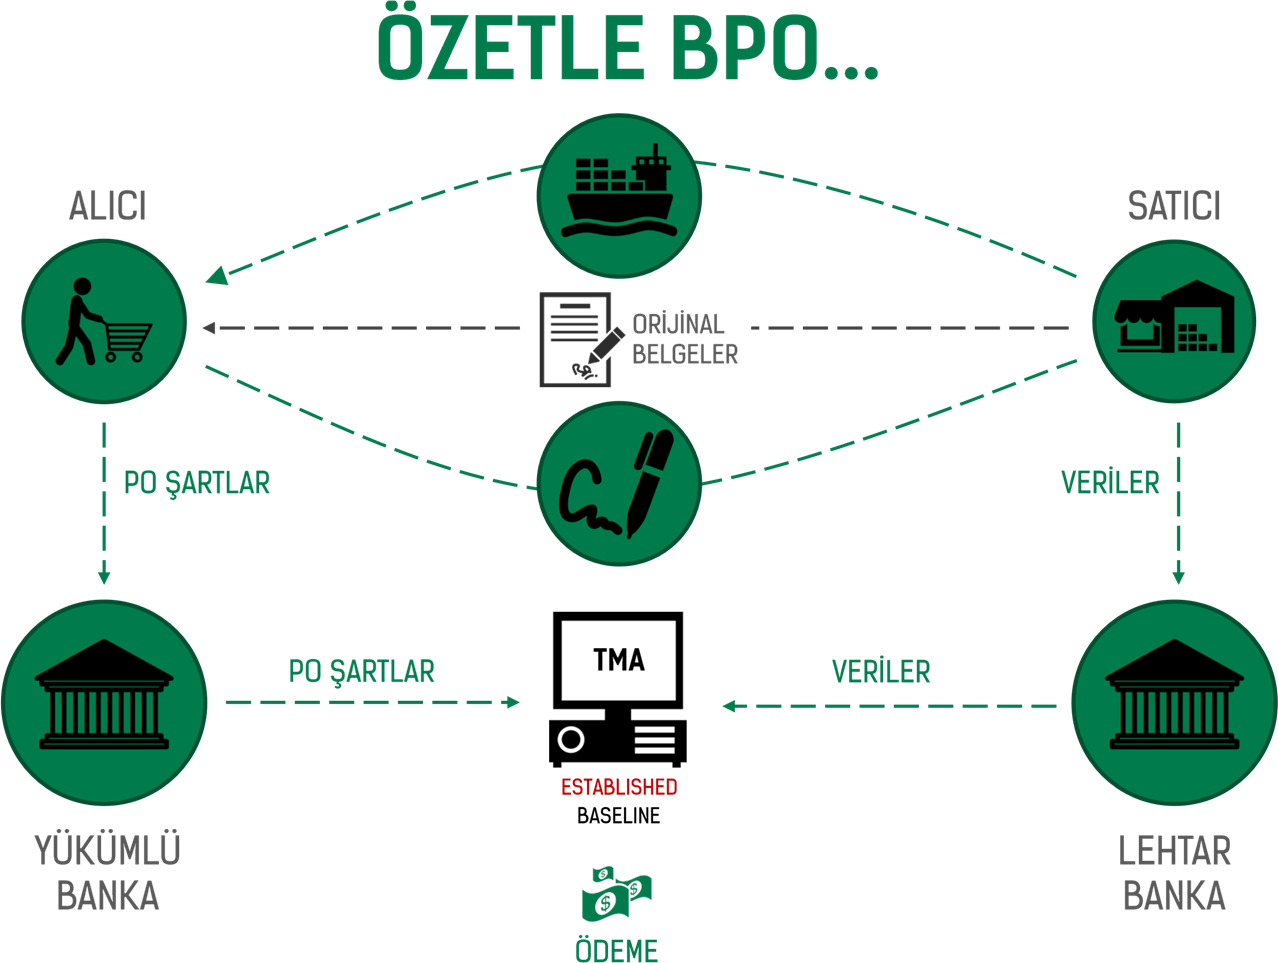 ÖZETLE BPO...
ALICI
SATICI
ORİJİNAL
BELGELER
PO ŞARTLAR
VERİLER
PO ŞARTLAR
TMA
VERİLER
ESTABLISHED
BASELINE
YÜKÜMLÜ
BANKA
LEHTAR
BANKA
ÖDEME